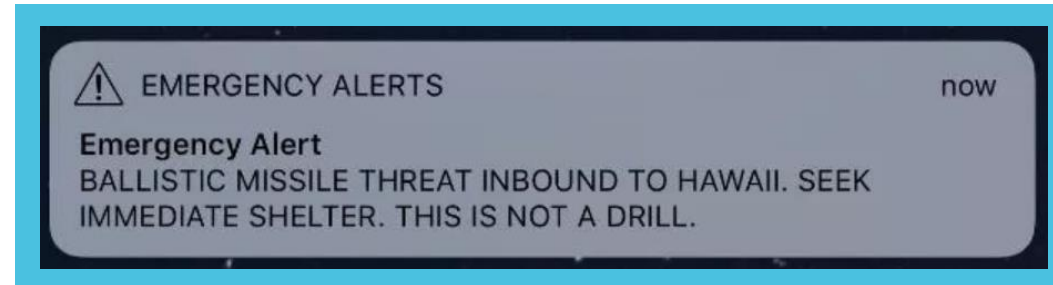 EMERGENCY ALERTS
now
Emergency Alert
BALLISTIC MISSILE THREAT INBOUND TO HAWAII. SEEK
IMMEDIATE SHELTER. THIS IS NOT A DRILL.